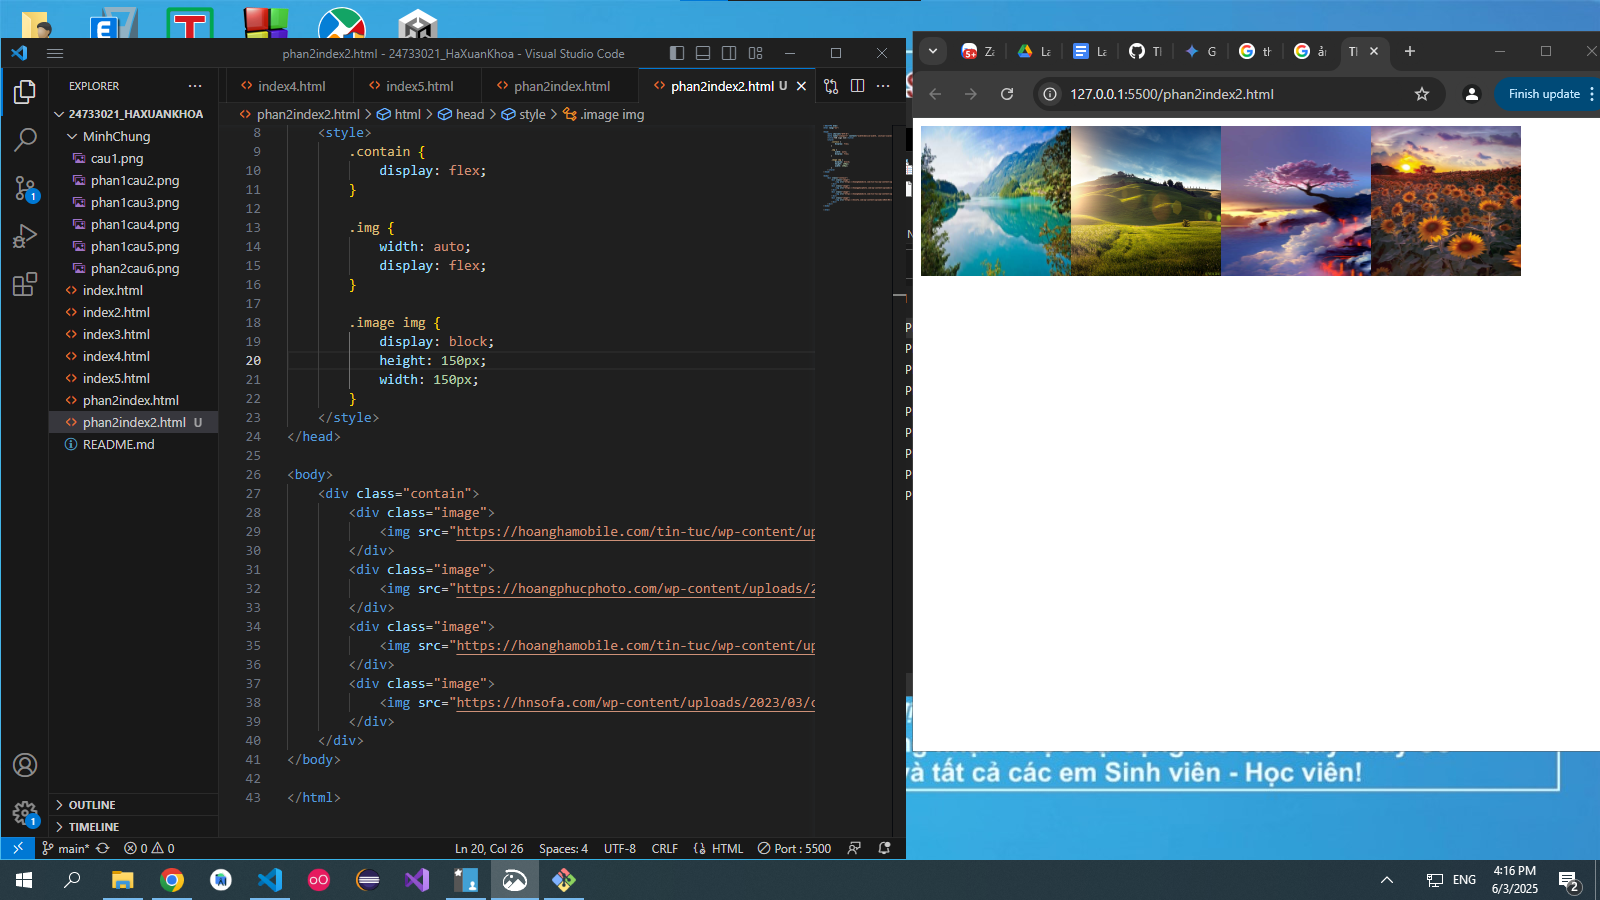 phan2index2.html - 24733021_HaXuanKhoa - Visual Studio Code
EXPLORER
24733021_HAXUANKHOA
MinhChung
cau1.png
phan1cau2.png
phan1cau3.png
phan1cau4.png
phan1cau5.png
phan2cau6.png
index.html
index2.html
index3.html
index4.html
index5.html
phan2index.html
phan2index2.html U
README.md
OUTLINE
TIMELINE
index4.html index5.html phan2index.html phan2index2.html U
phan2index2.html > html > head > style > .image img
8 <style>
9 .contain {
10 display: flex;
11 }
12
13 .img {
14 width: auto;
15 display: flex;
16 }
17
18 .image img {
19 display: block;
20 height: 150px;
21 width: 150px;
22 }
23 </style>
24 </head>
25
26 <body>
27 <div class="contain">
28 <div class="image">
29 <img src="https://hoanghamobile.com/tin-tuc/wp-content/up
30 </div>
31 <div class="image">
32 <img src="https://hoangphucphoto.com/wp-content/uploads/2
33 </div>
34 <div class="image">
35 <img src="https://hoanghamobile.com/tin-tuc/wp-content/up
36 </div>
37 <div class="image">
38 <img src="https://hnsofa.com/wp-content/uploads/2023/03/c
39 </div>
40 </div>
41 </body>
42
43 </html>
main* 0 0 Ln 20, Col 26 Spaces: 4 UTF-8 CRLF HTML Port : 5500
127.0.0.1:5500/phan2index2.html
Finish update
và tất cả các em Sinh viên - Học viên!
ENG
4:16 PM
6/3/2025
2